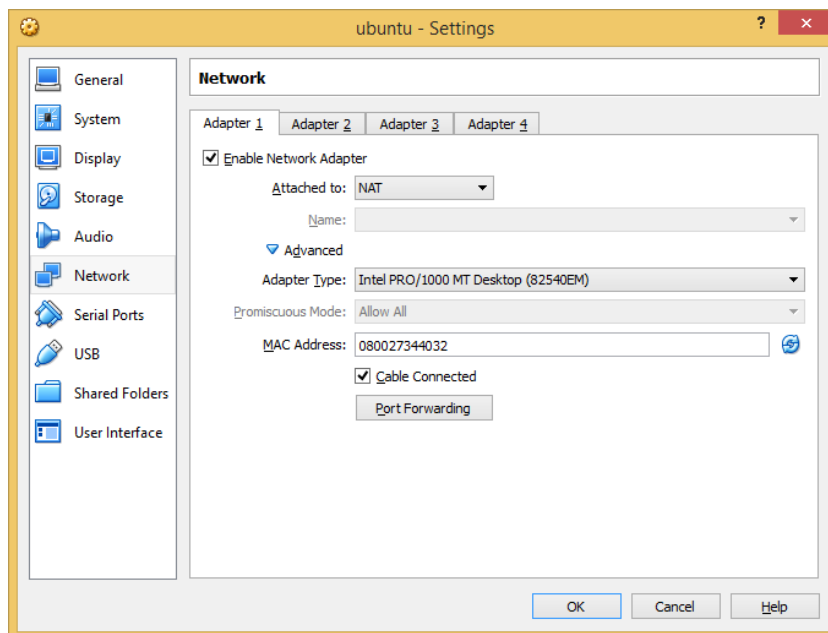 ubuntu - Settings
?
General
System
Display
Storage
Audio
Network
Serial Ports
USB
Shared Folders
User Interface
Network
Adapter 1 Adapter 2 Adapter 3 Adapter 4
Enable Network Adapter
Attached to: NAT
Name:
Advanced
Adapter Type: Intel PRO/1000 MT Desktop (82540EM)
Promiscuous Mode: Allow All
MAC Address: 080027344032
Cable Connected
Port Forwarding
OK Cancel Help